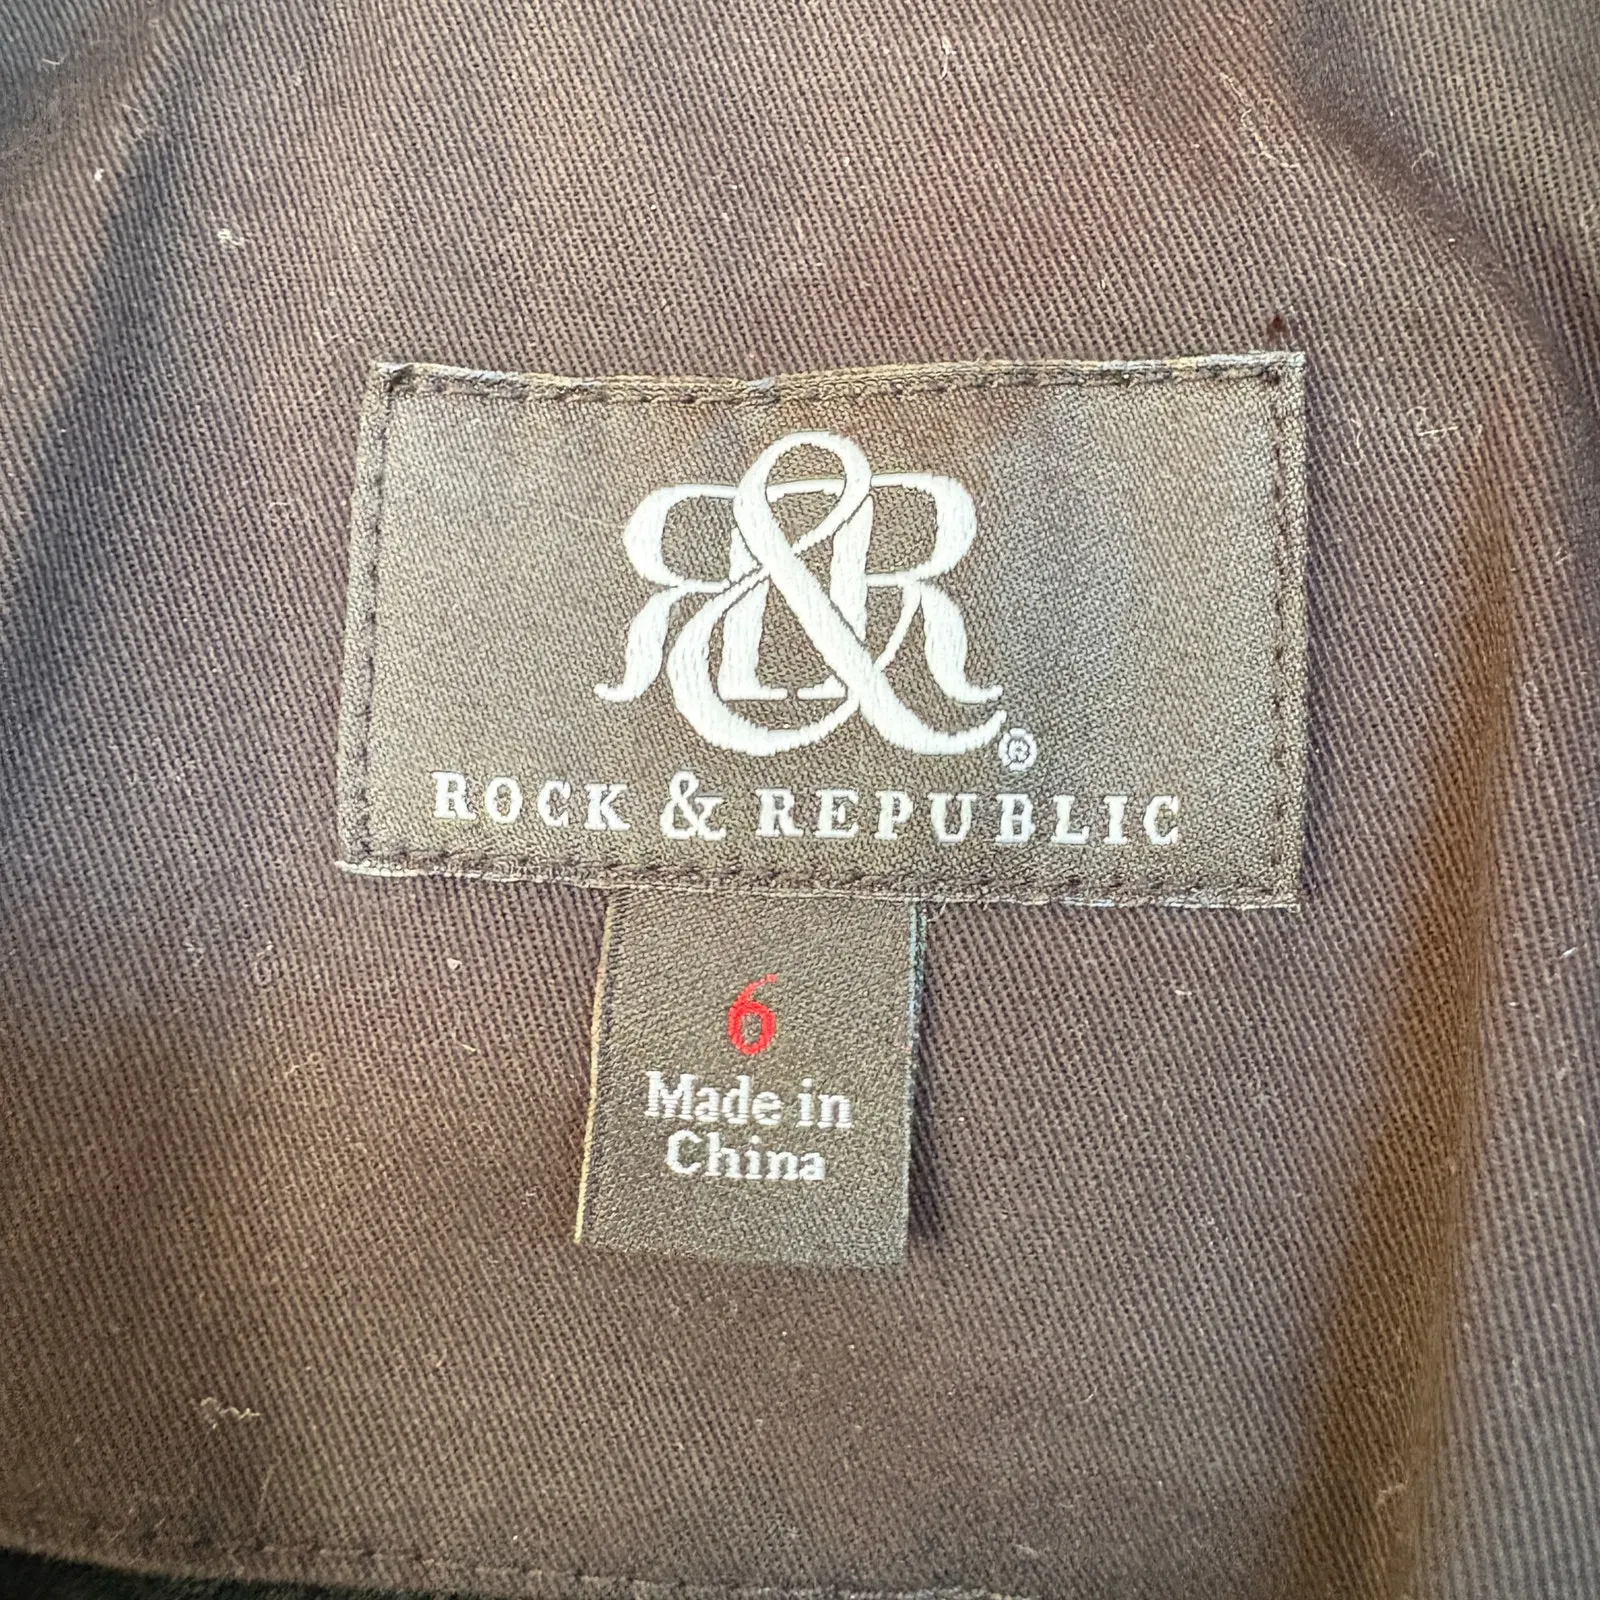 R&R®
ROCK & REPUBLIC
6
Made in
China